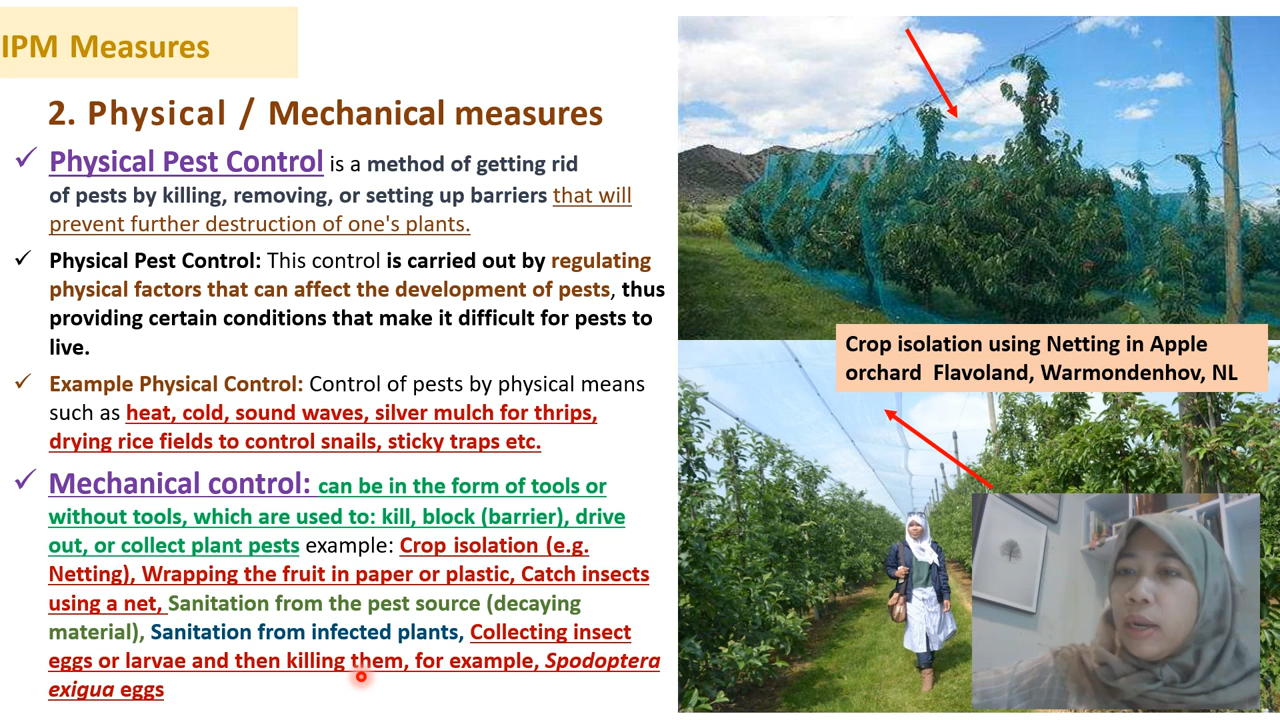 IPM Measures
2. Physical / Mechanical measures
✓ Physical Pest Control is a method of getting rid
of pests by killing, removing, or setting up barriers that will
prevent further destruction of one's plants.
✓ Physical Pest Control: This control is carried out by regulating
physical factors that can affect the development of pests, thus
providing certain conditions that make it difficult for pests to
live.
✓ Example Physical Control: Control of pests by physical means
such as heat, cold, sound waves, silver mulch for thrips,
drying rice fields to control snails, sticky traps etc.
✓ Mechanical control: can be in the form of tools or
without tools, which are used to: kill, block (barrier), drive
out, or collect plant pests example: Crop isolation (e.g.
Netting), Wrapping the fruit in paper or plastic, Catch insects
using a net, Sanitation from the pest source (decaying
material), Sanitation from infected plants, Collecting insect
eggs or larvae and then killing them, for example, Spodoptera
exigua eggs
Crop isolation using Netting in Apple
orchard Flavoland, Warmondenhov, NL